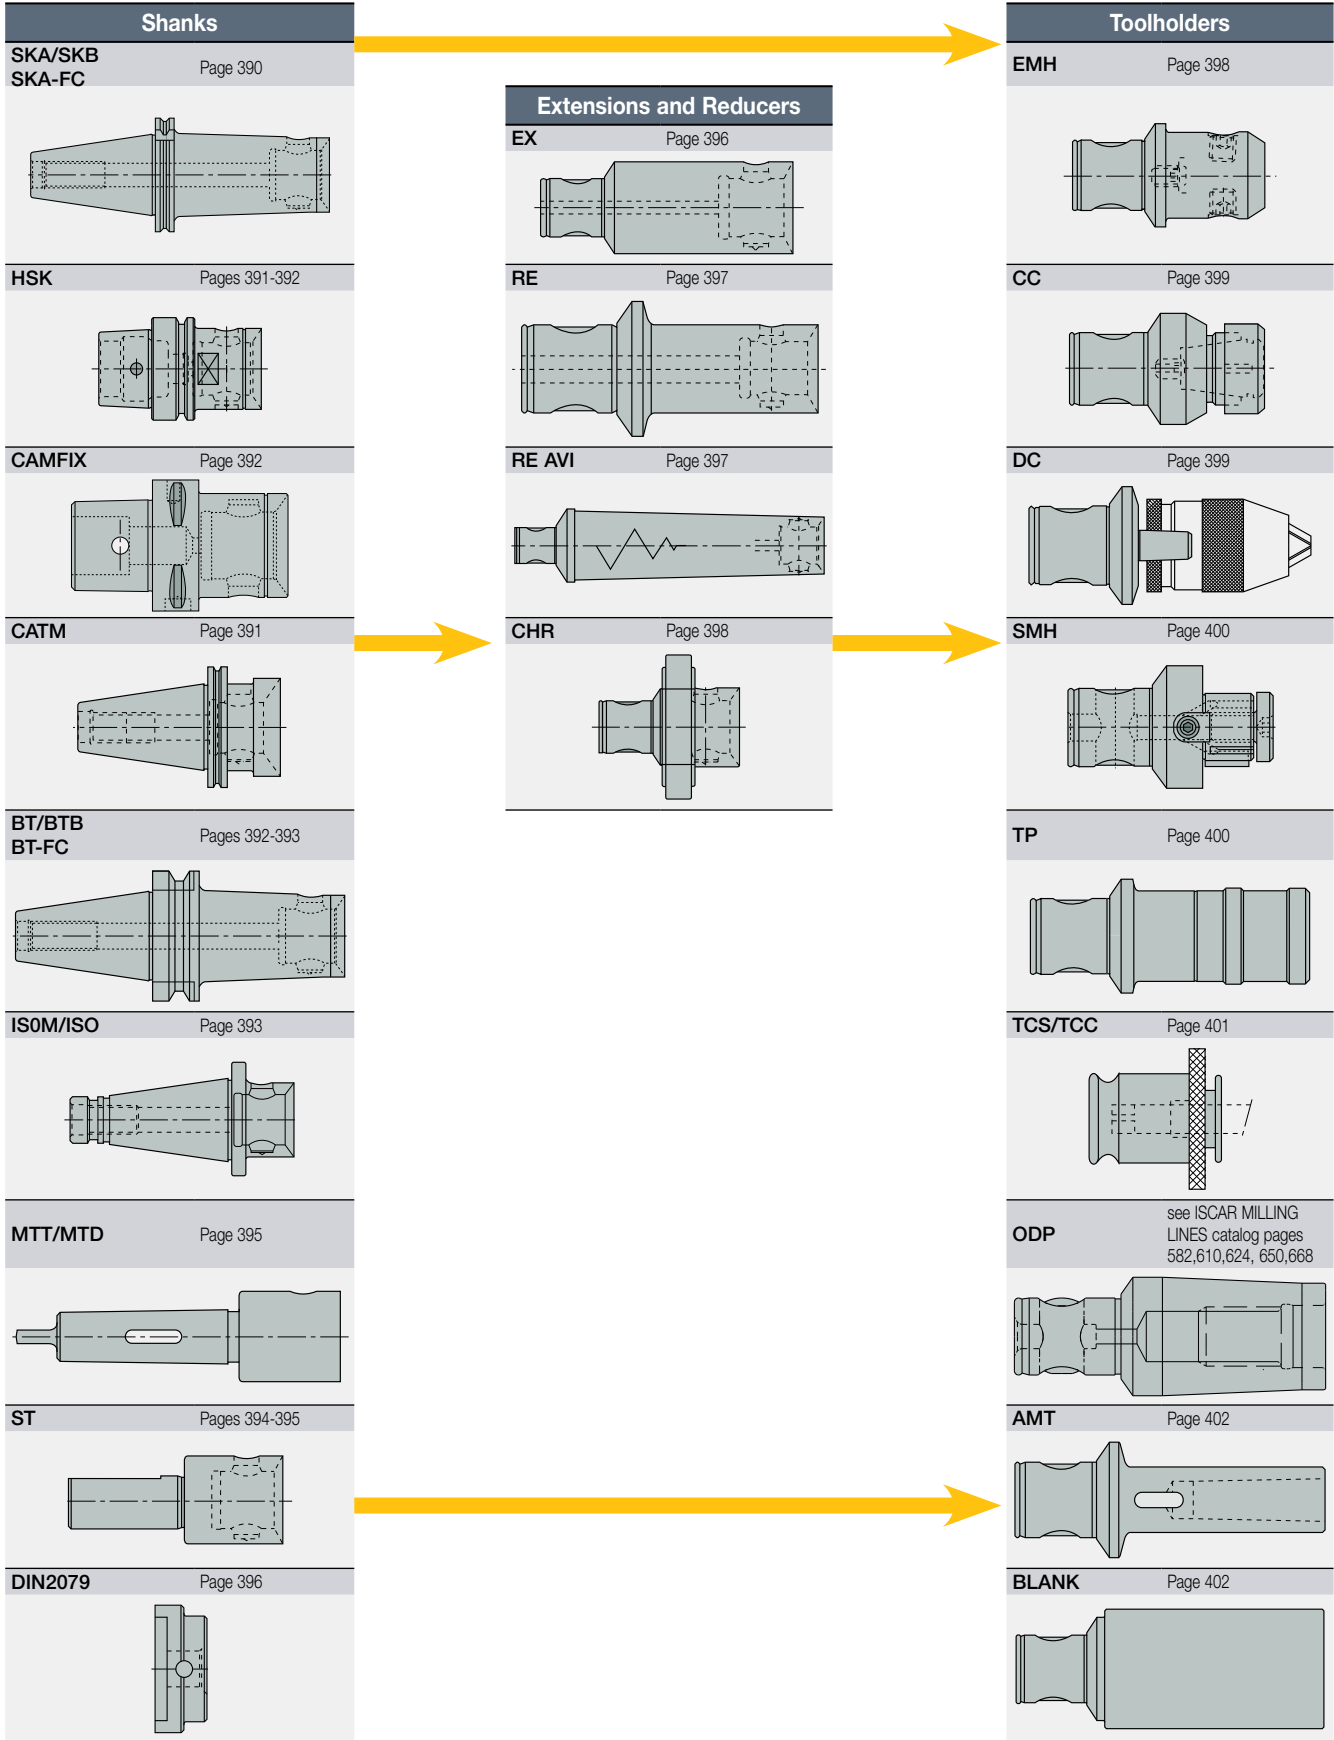 Shanks
SKA/SKB
SKA-FC
Page 390
HSK
Pages 391-392
CAMFIX
Page 392
CATM
Page 391
BT/BTB
BT-FC
Pages 392-393
IS0M/ISO
Page 393
MTT/MTD
Page 395
ST
Pages 394-395
DIN2079
Page 396
Extensions and Reducers
EX
Page 396
RE
Page 397
RE AVI
Page 397
CHR
Page 398
Toolholders
EMH
Page 398
CC
Page 399
DC
Page 399
SMH
Page 400
TP
Page 400
TCS/TCC
Page 401
ODP
see ISCAR MILLING
LINES catalog pages
582,610,624, 650,668
AMT
Page 402
BLANK
Page 402